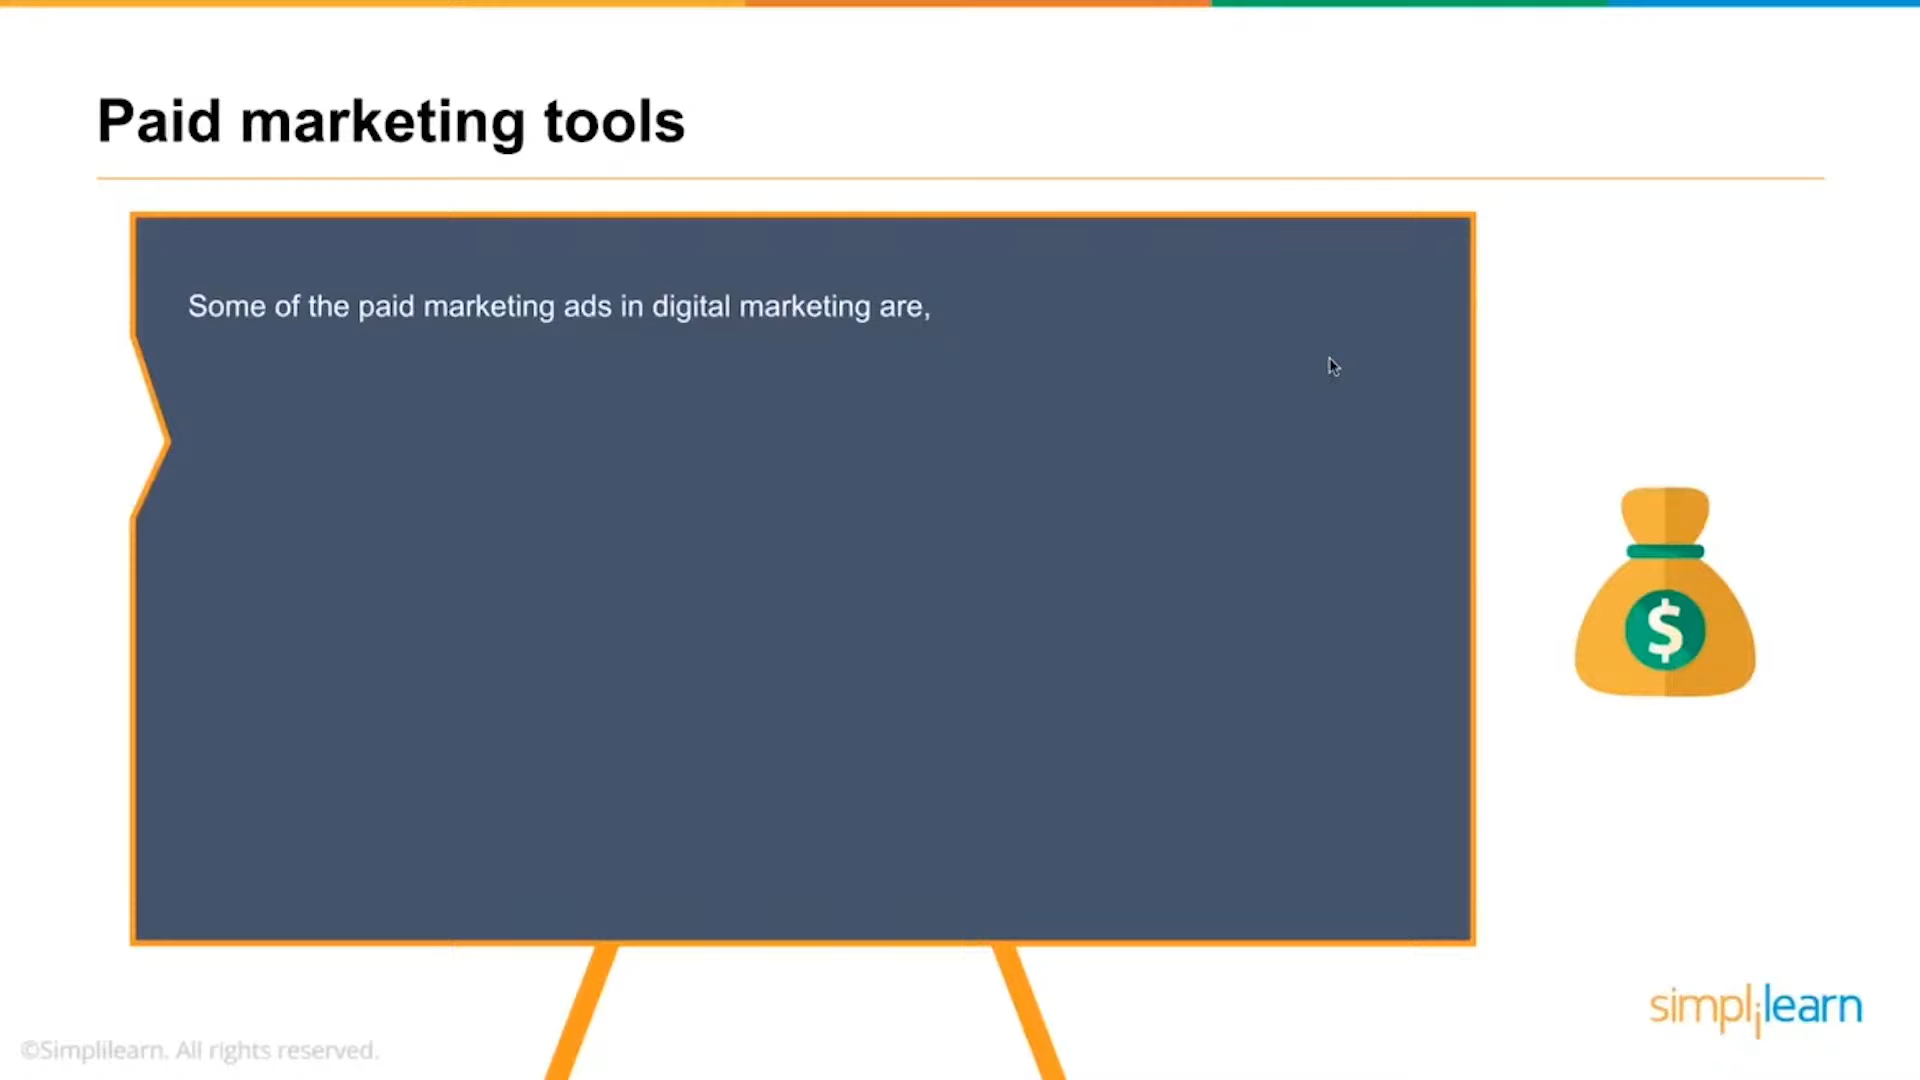 Paid marketing tools
Some of the paid marketing ads in digital marketing are,
$
simplilearn
©Simplilearn. All rights reserved.